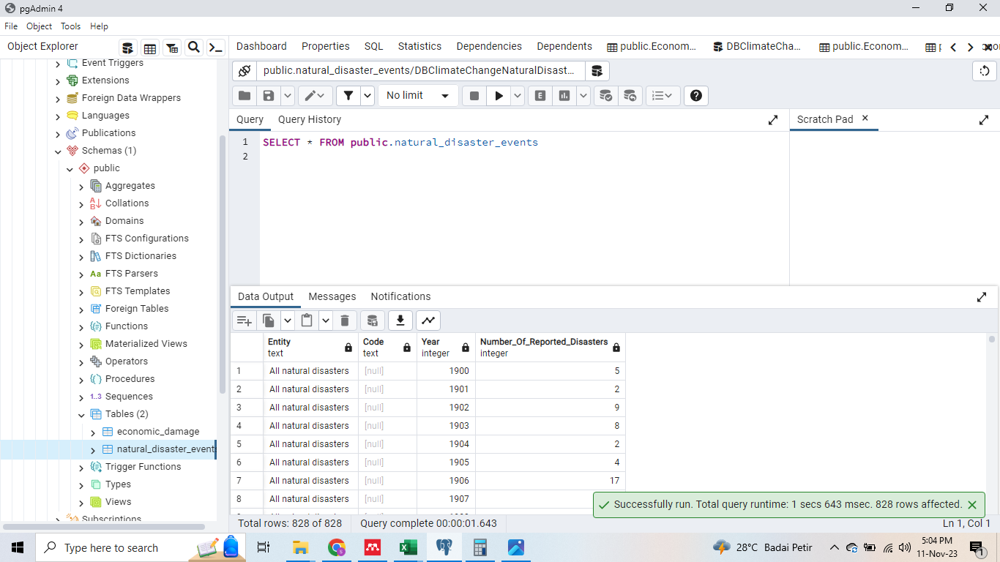 pgAdmin 4
File Object Tools Help
Object Explorer
Dashboard Properties SQL Statistics Dependencies Dependents public.Econom... DBClimateCha... public.Econom...
Event Triggers
Extensions
Foreign Data Wrappers
Languages
Publications
Schemas (1)
public
Aggregates
Collations
Domains
FTS Configurations
FTS Dictionaries
FTS Parsers
FTS Templates
Foreign Tables
Functions
Materialized Views
Operators
Procedures
1..3 Sequences
Tables (2)
economic_damage
natural_disaster_event
Trigger Functions
Types
Views
Subscriptions
public.natural_disaster_events/DBClimateChangeNaturalDisast...
No limit
E
Query Query History
Scratch Pad
1 SELECT * FROM public.natural_disaster_events
2
Data Output Messages Notifications
Entity Code Year Number_Of_Reported_Disasters
text text integer integer
1 All natural disasters [null] 1900 5
2 All natural disasters [null] 1901 2
3 All natural disasters [null] 1902 9
4 All natural disasters [null] 1903 8
5 All natural disasters [null] 1904 2
6 All natural disasters [null] 1905 4
7 All natural disasters [null] 1906 17
8 All natural disasters [null] 1907
Successfully run. Total query runtime: 1 secs 643 msec. 828 rows affected.
Total rows: 828 of 828 Query complete 00:00:01.643 Ln 1, Col 1
Type here to search
28°C Badai Petir
5:04 PM
11-Nov-23
1